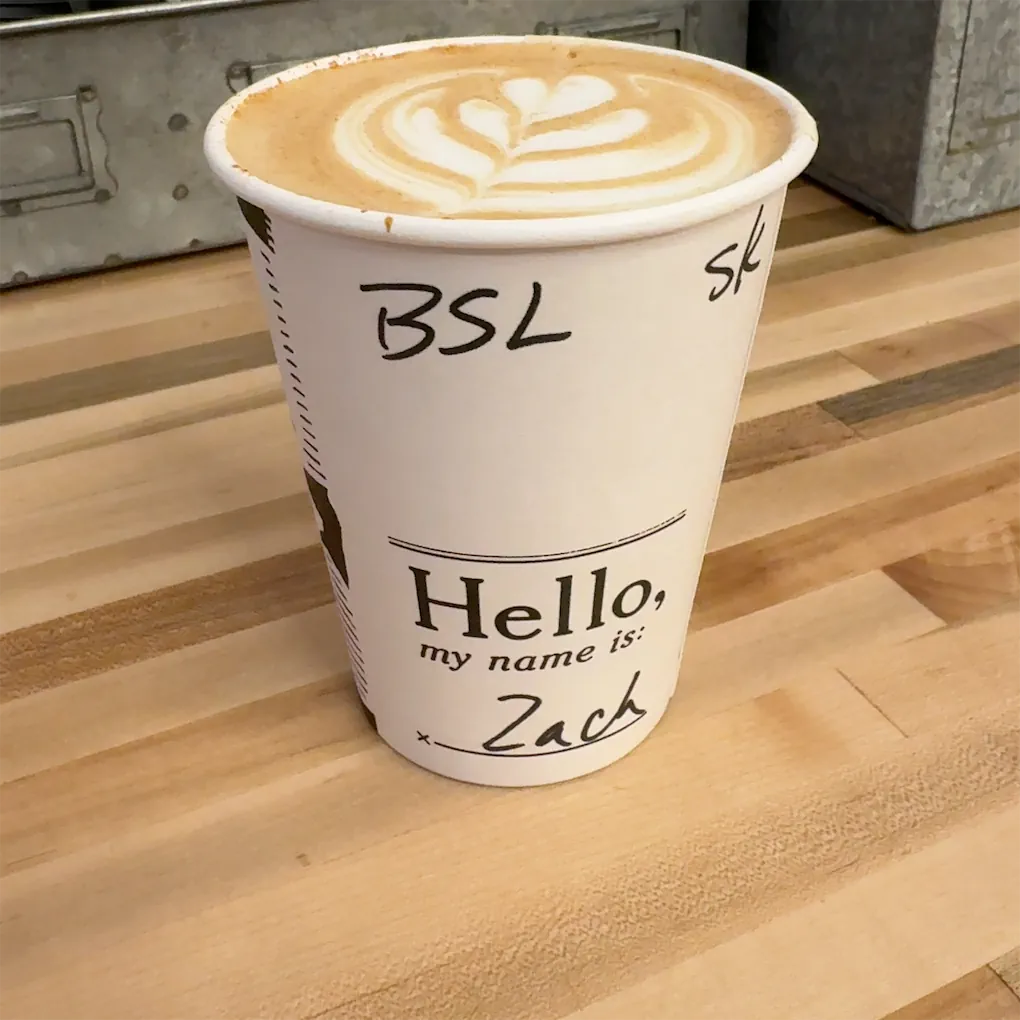 BSL
sk
Hello,
my name is:
x Zach